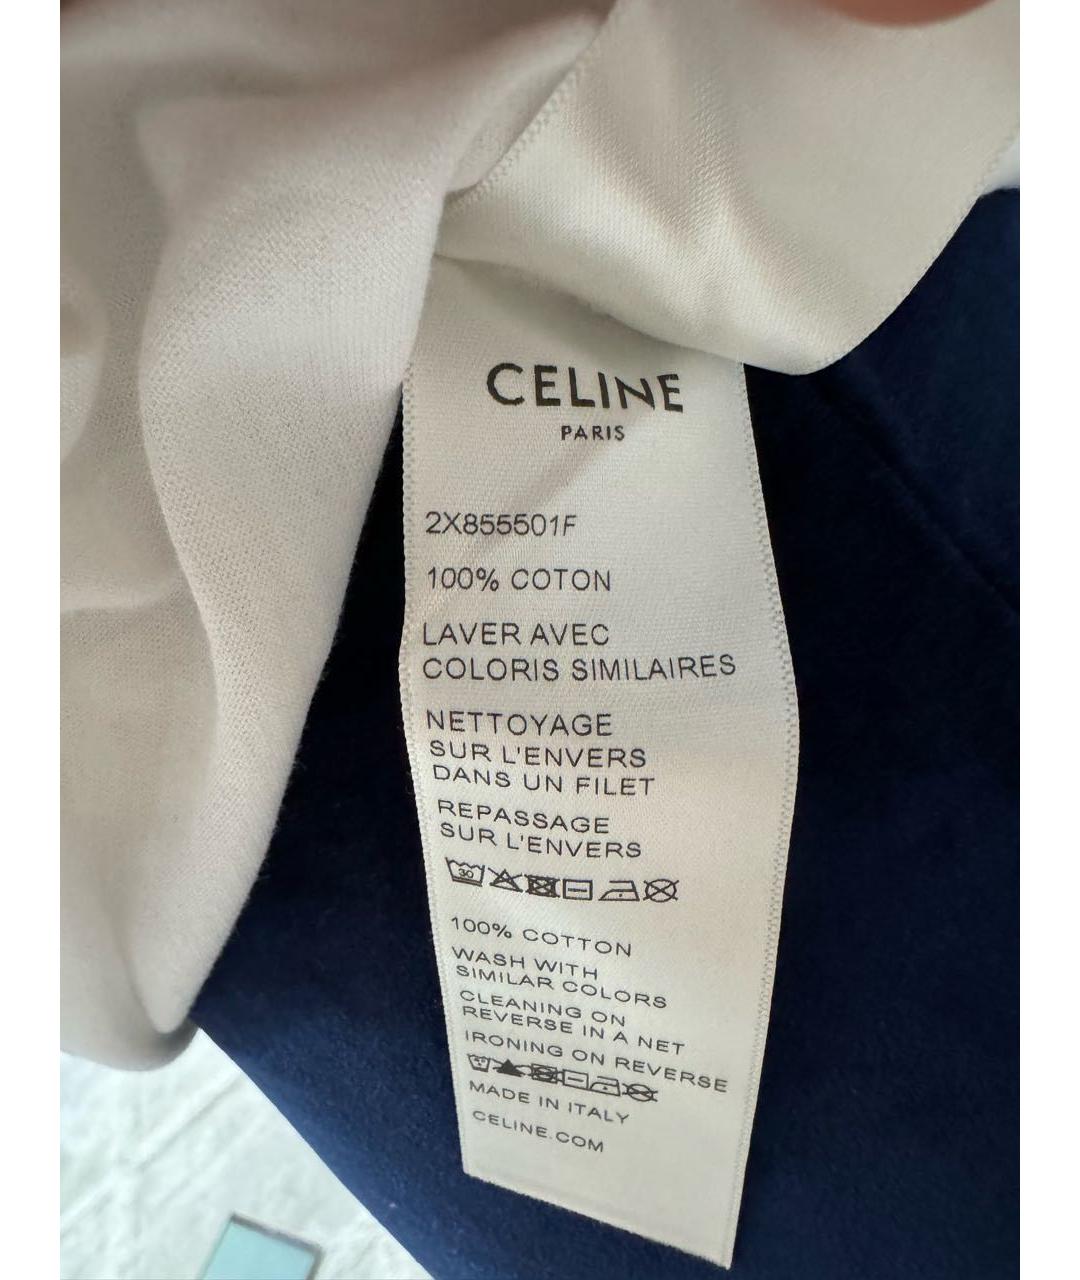 CELINE
PARIS
2X855501F
100% COTON
LAVER AVEC
COLORIS SIMILAIRES
NETTOYAGE
SUR L'ENVERS
DANS UN FILET
REPASSAGE
SUR L'ENVERS
30
100% COTTON
WASH WITH
SIMILAR COLORS
CLEANING ON
REVERSE IN A NET
IRONING ON REVERSE
MADE IN ITALY
CELINE.COM